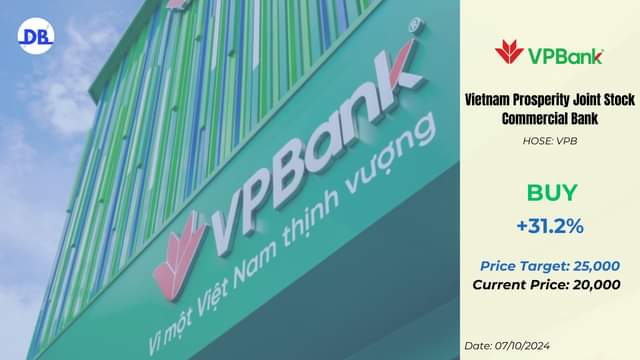 DB
VPBank®
Vì một Việt Nam thịnh vượng
VPBank
Vietnam Prosperity Joint Stock
Commercial Bank
HOSE: VPB
BUY
+31.2%
Price Target: 25,000
Current Price: 20,000
Date: 07/10/2024